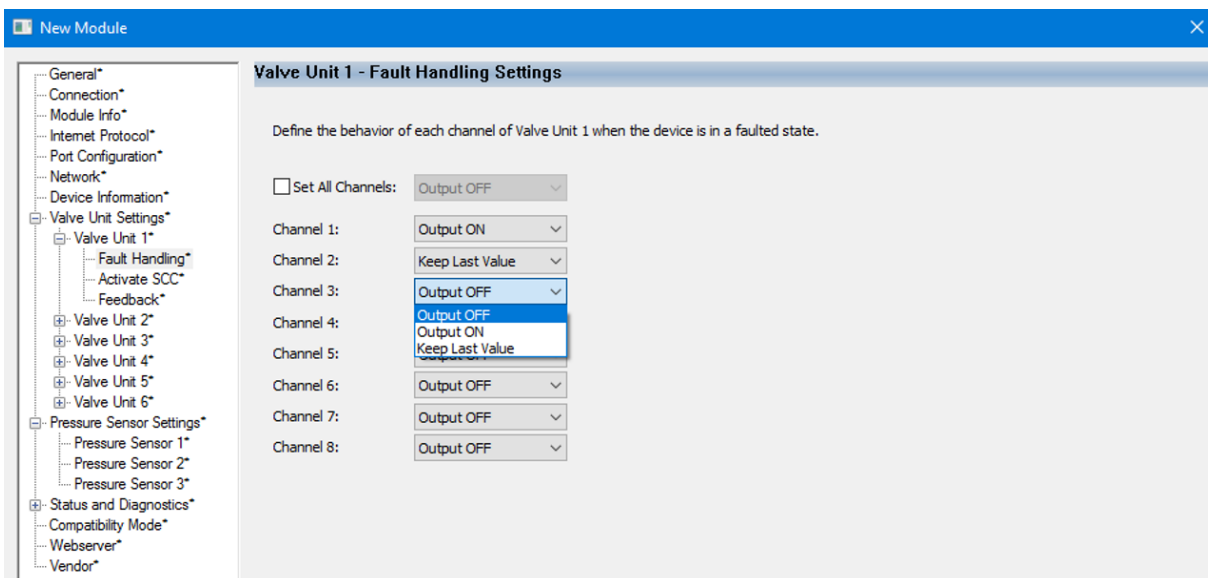 New Module
General*
Connection*
Module Info*
Internet Protocol*
Port Configuration*
Network*
Device Information*
Valve Unit Settings*
Valve Unit 1*
Fault Handling*
Activate SCC*
Feedback*
Valve Unit 2*
Valve Unit 3*
Valve Unit 4*
Valve Unit 5*
Valve Unit 6*
Pressure Sensor Settings*
Pressure Sensor 1*
Pressure Sensor 2*
Pressure Sensor 3*
Status and Diagnostics*
Compatibility Mode*
Webserver*
Vendor*
Valve Unit 1 - Fault Handling Settings
Define the behavior of each channel of Valve Unit 1 when the device is in a faulted state.
Set All Channels: Output OFF
Channel 1: Output ON
Channel 2: Keep Last Value
Channel 3: Output OFF
Output OFF
Output ON
Keep Last Value
Channel 4:
Channel 5:
Channel 6: Output OFF
Channel 7: Output OFF
Channel 8: Output OFF